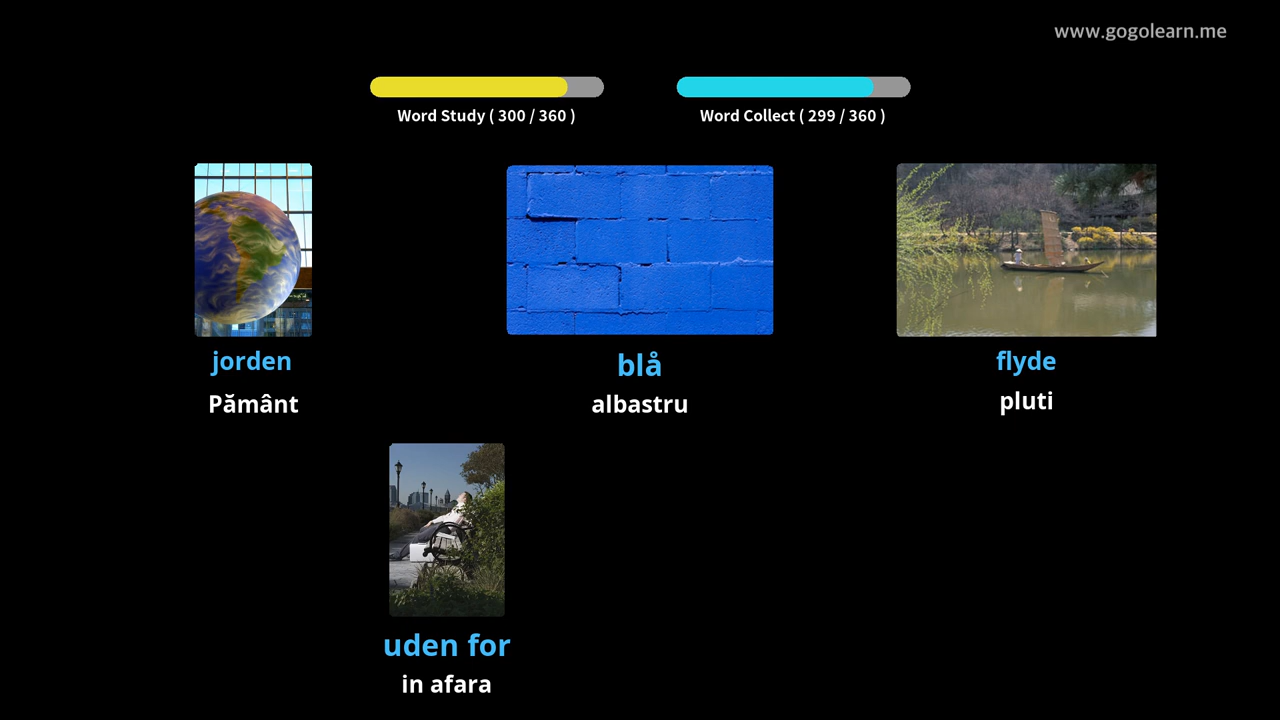 www.gogolearn.me
Word Study ( 300 / 360 )
Word Collect ( 299 / 360 )
jorden
Pământ
blå
albastru
flyde
pluti
uden for
in afara